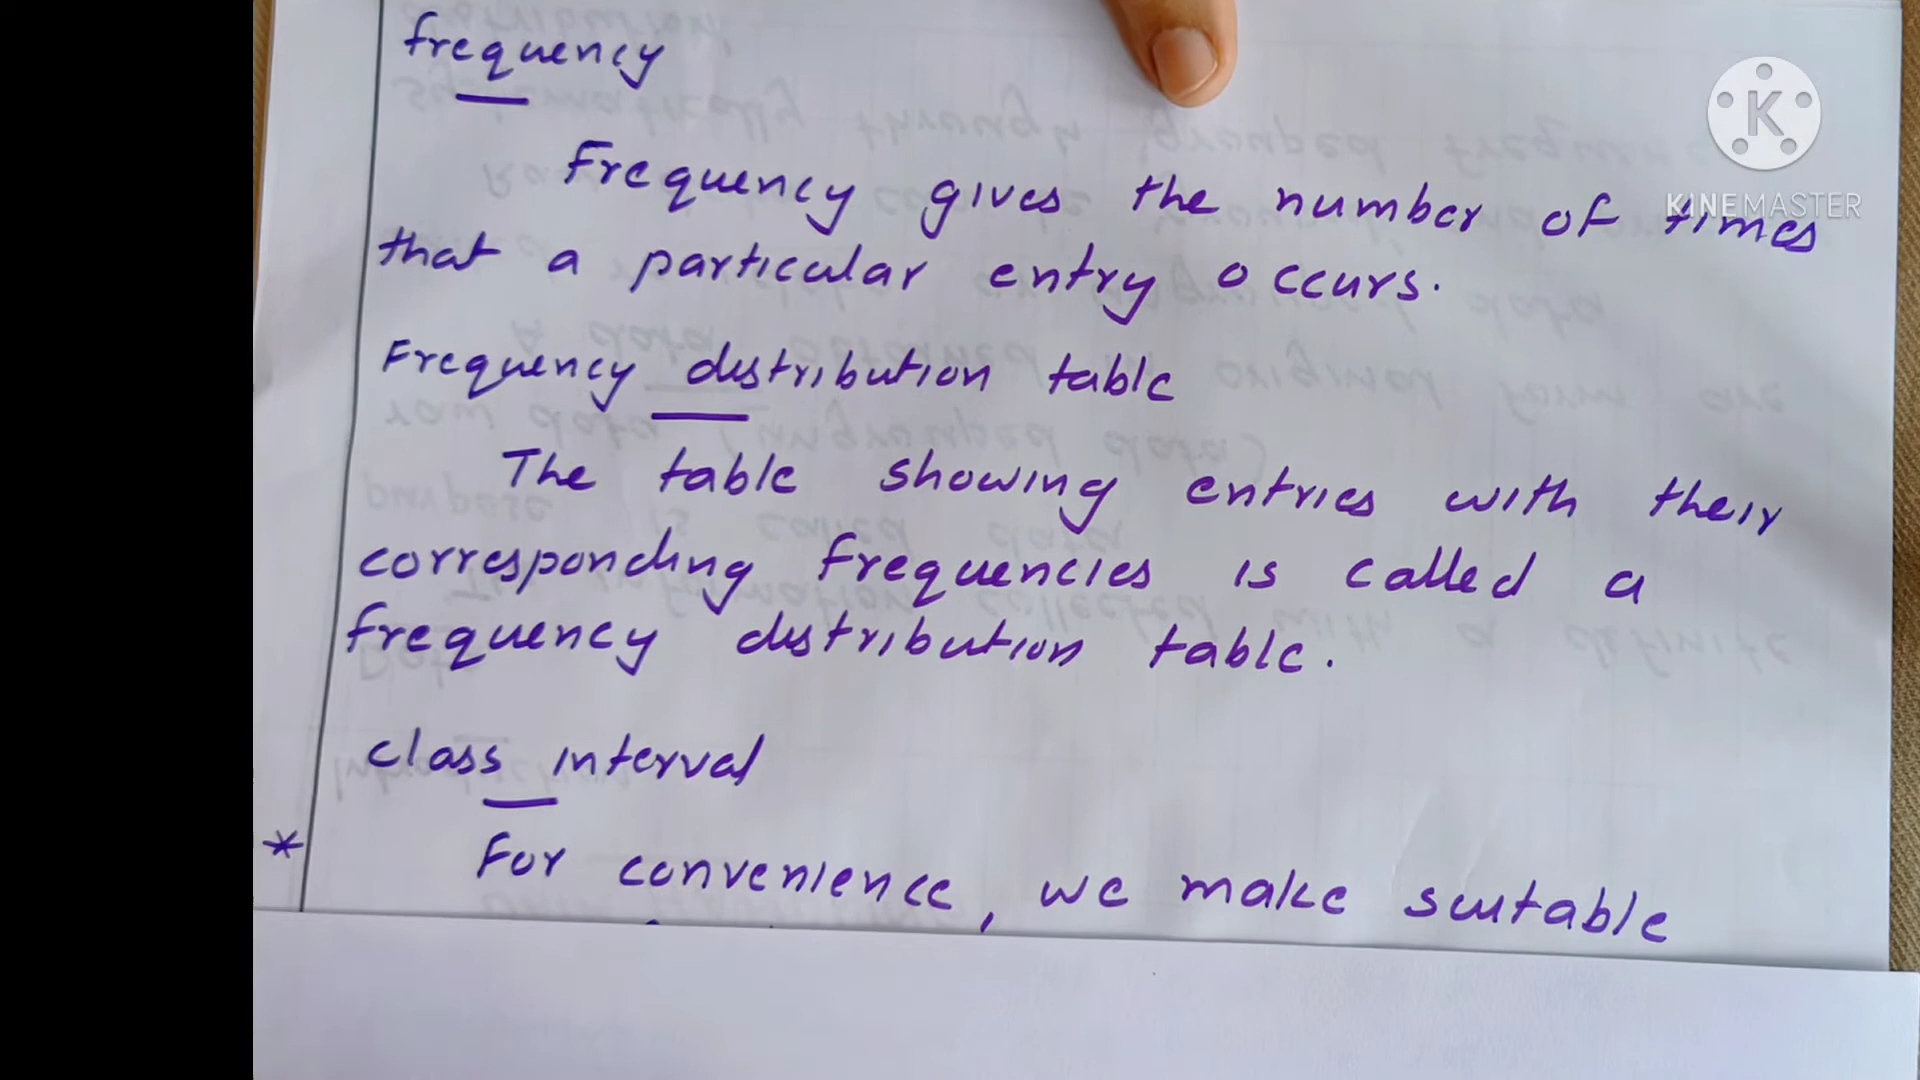 frequency
Frequency gives the number of times
that a particular entry occurs.
Frequency distribution table
The table showing entries with their
corresponding frequencies is called a
frequency distribution table.
class interval
* For convenience, we make suitable
K
KINEMASTER